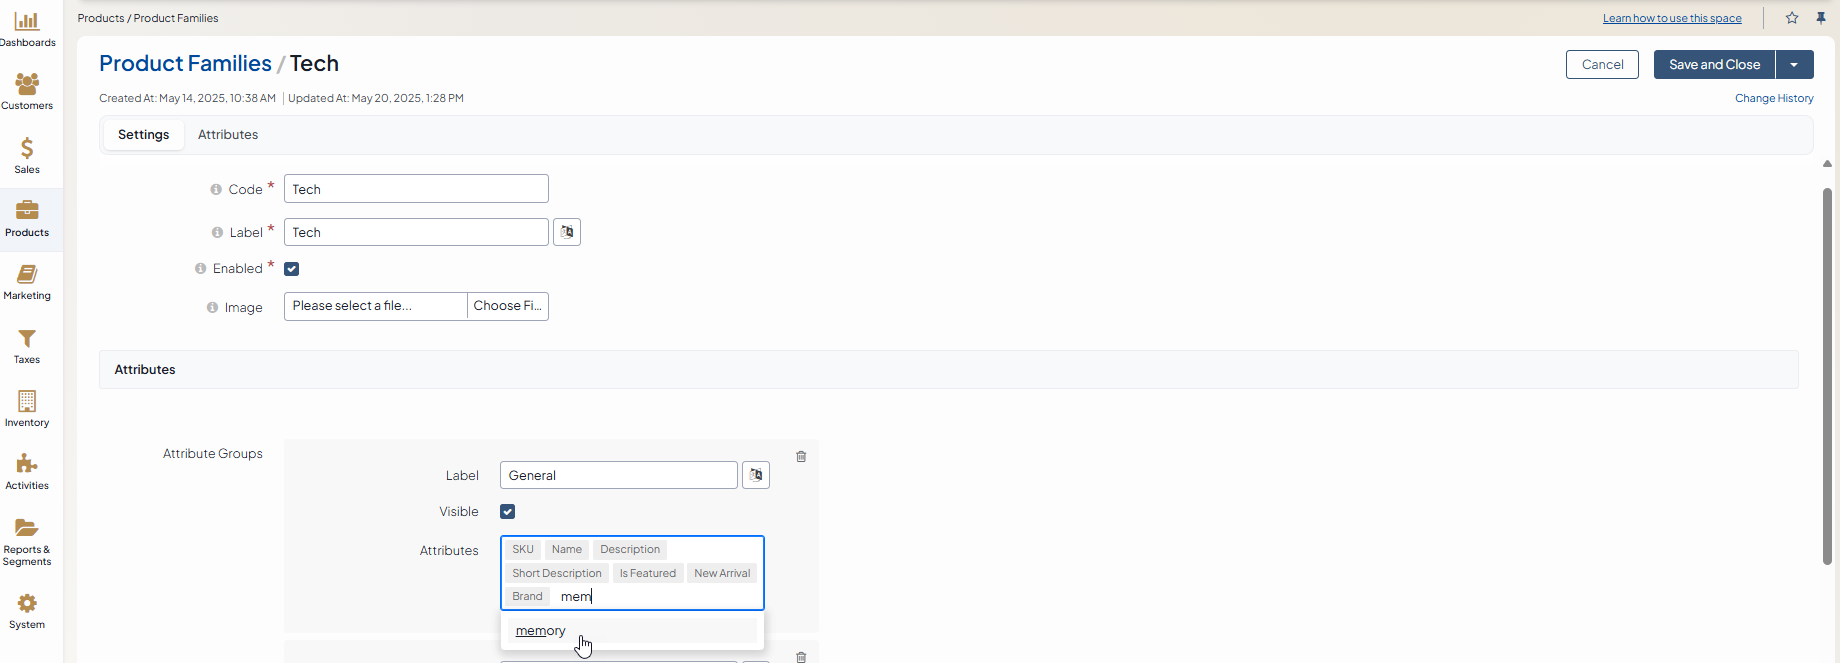 Products / Product Families
Learn how to use this space
Dashboards
Customers
Sales
Products
Marketing
Taxes
Inventory
Activities
Reports &
Segments
System
Product Families / Tech
Cancel
Save and Close
Created At: May 14, 2025, 10:38 AM | Updated At: May 20, 2025, 1:28 PM
Change History
Settings
Attributes
Code * Tech
Label * Tech
Enabled *
Image Please select a file... Choose Fi...
Attributes
Attribute Groups
Label General
Visible
Attributes
SKU Name Description
Short Description Is Featured New Arrival
Brand mem
memory